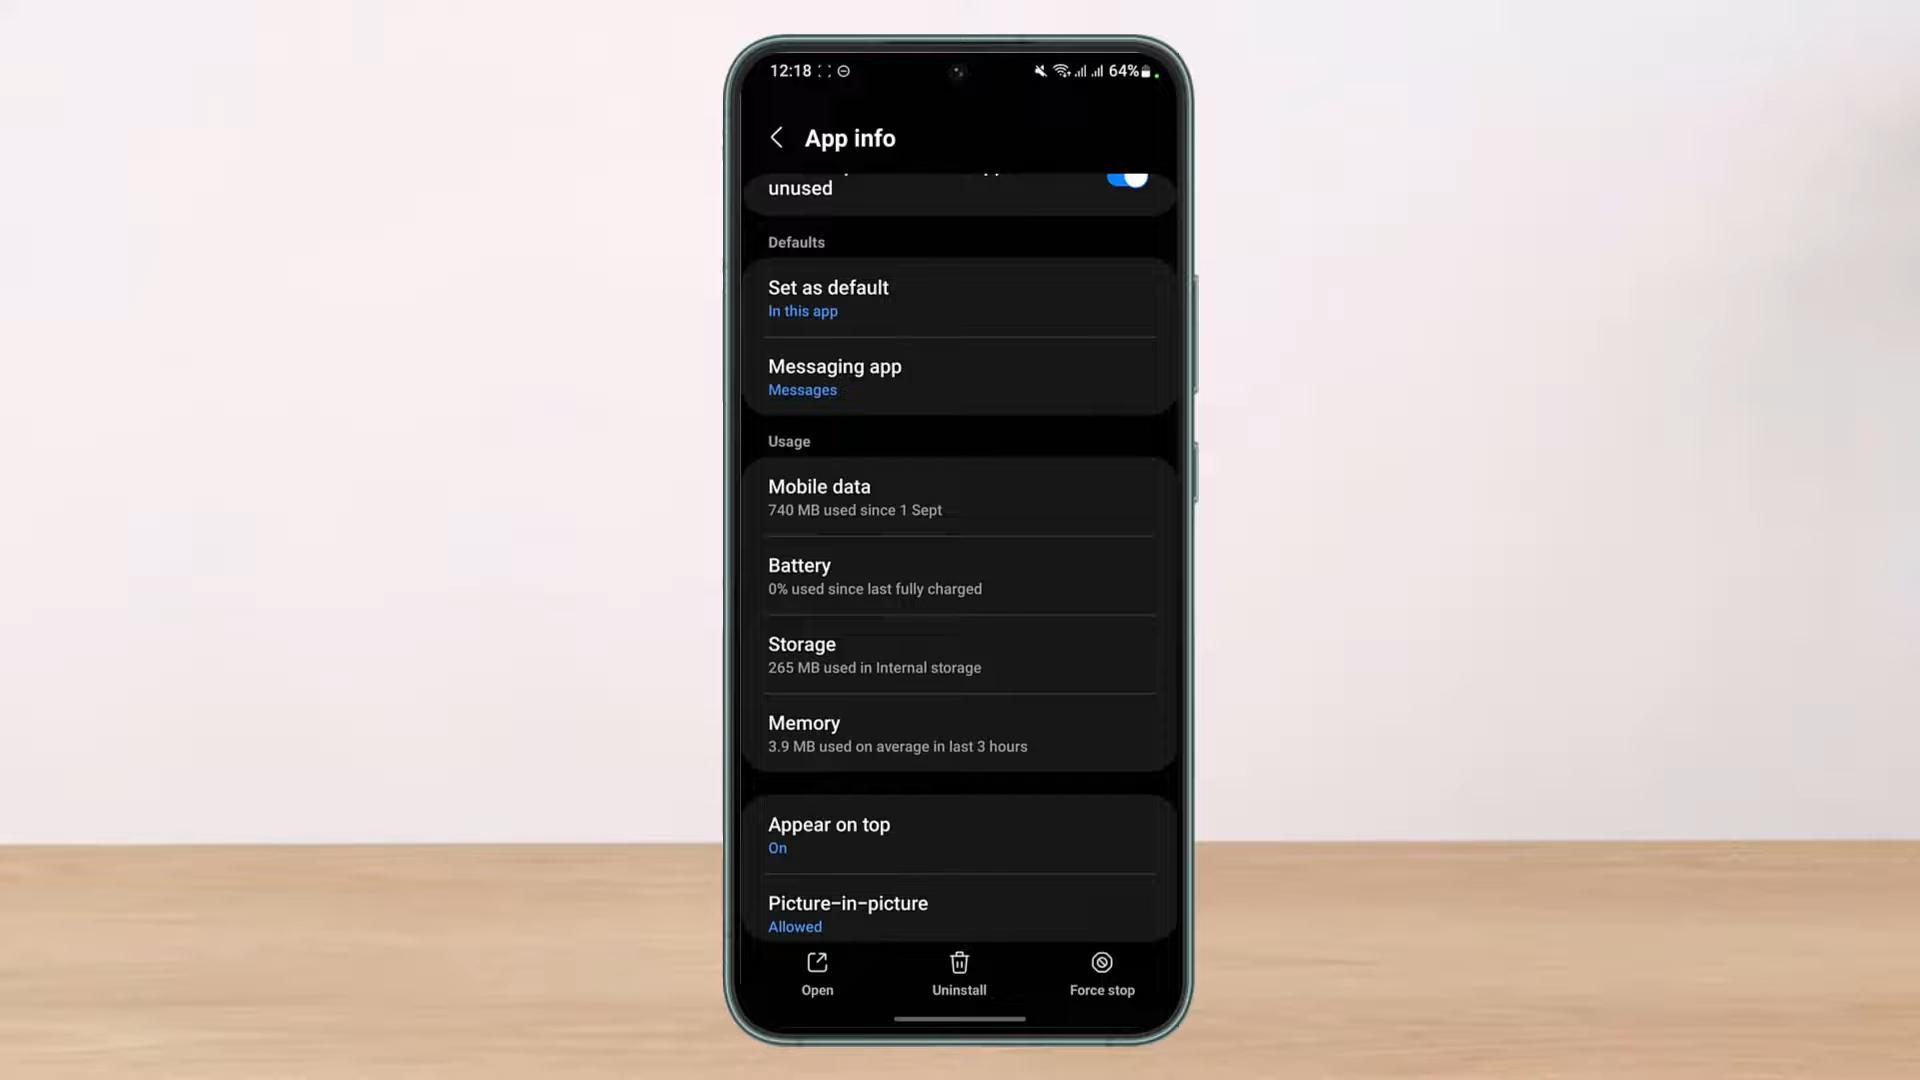 12:18
64%
App info
unused
Defaults
Set as default
In this app
Messaging app
Messages
Usage
Mobile data
740 MB used since 1 Sept
Battery
0% used since last fully charged
Storage
265 MB used in Internal storage
Memory
3.9 MB used on average in last 3 hours
Appear on top
On
Picture-in-picture
Allowed
Open
Uninstall
Force stop